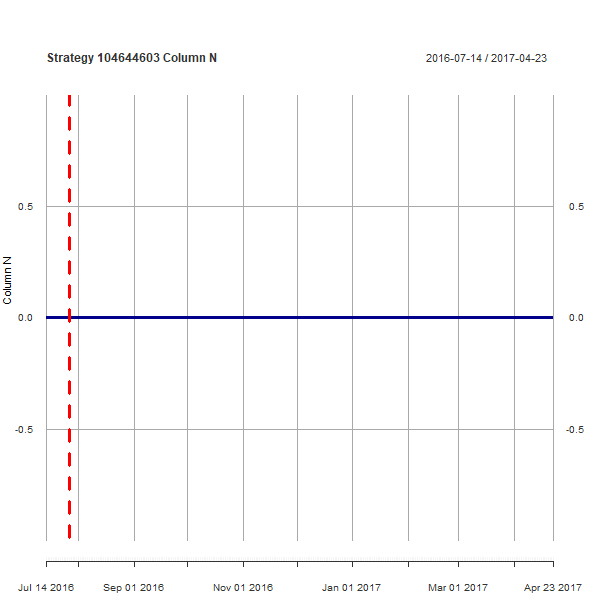 Strategy 104644603 Column N
2016-07-14 / 2017-04-23
0.5
0.5
Column N
0.0
0.0
-0.5
-0.5
Jul 14 2016
Sep 01 2016
Nov 01 2016
Jan 01 2017
Mar 01 2017
Apr 23 2017